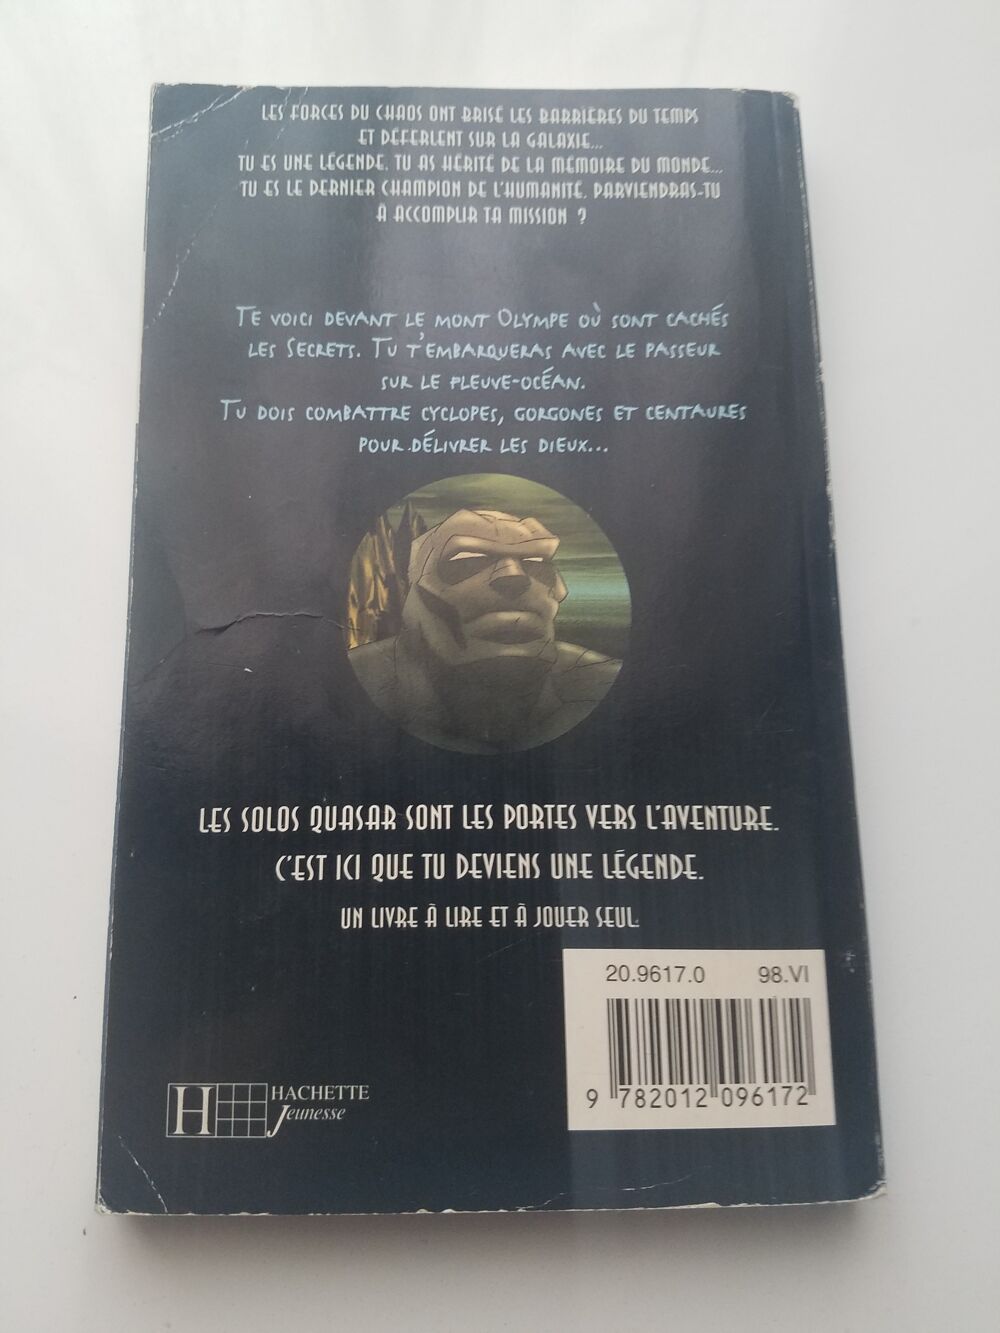 LES FORCES DU CHAOS ONT BRISÉ LES BARRIÈRES DU TEMPS
ET DÉFERLENT SUR LA GALAXIE...
TU ES UNE LÉGENDE. TU AS HÉRITÉ DE LA MÉMOIRE DU MONDE...
TU ES LE DERNIER CHAMPION DE L'HUMANITÉ. PARVIENDRAS-TU
À ACCOMPLIR TA MISSION ?
TE VOICI DEVANT LE MONT OLYMPE OÙ SONT CACHÉS
LES SECRETS. TU T'EMBARQUERAS AVEC LE PASSEUR
SUR LE FLEUVE-OCÉAN.
TU DOIS COMBATTRE CYCLOPES, GORGONES ET CENTAURES
POUR DÉLIVRER LES DIEUX...
LES SOLOS QUASAR SONT LES PORTES VERS L'AVENTURE.
C'EST ICI QUE TU DEVIENS UNE LÉGENDE.
UN LIVRE À LIRE ET À JOUER SEUL.
20.9617.0 98.VI
9 782012 096172
H HACHETTE
Jeunesse